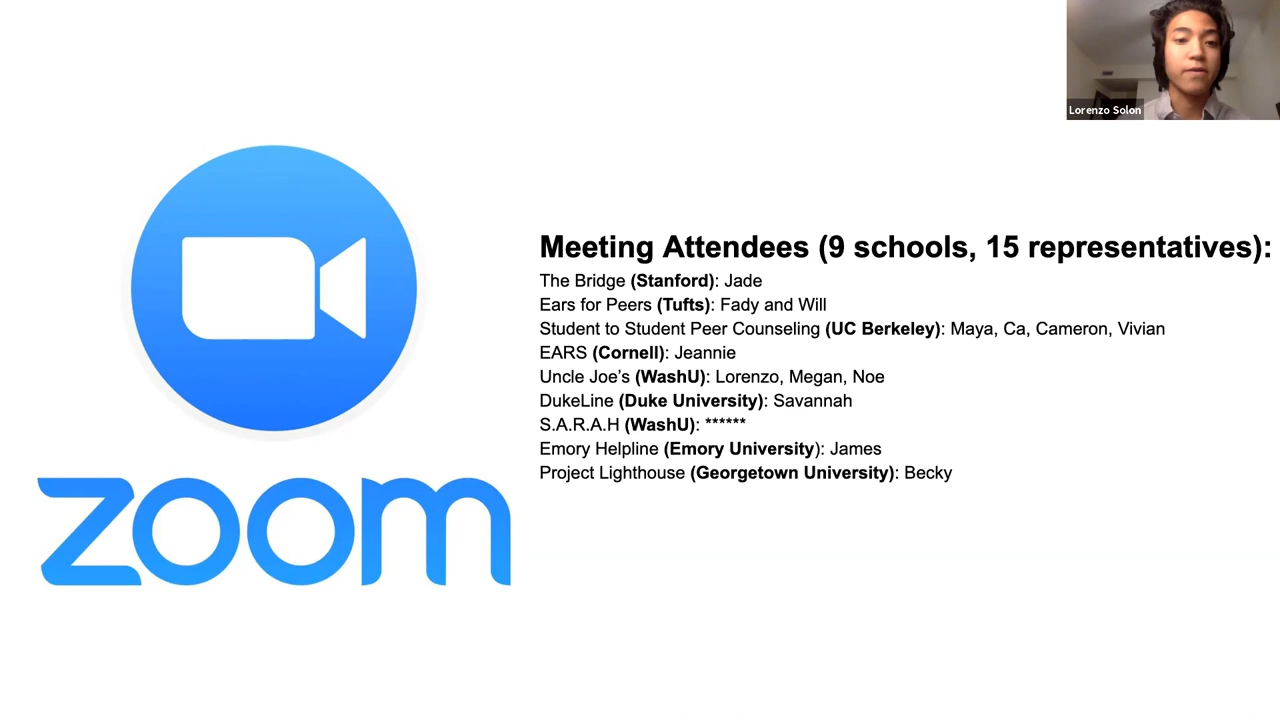 Lorenzo Solon
Meeting Attendees (9 schools, 15 representatives):
The Bridge (Stanford): Jade
Ears for Peers (Tufts): Fady and Will
Student to Student Peer Counseling (UC Berkeley): Maya, Ca, Cameron, Vivian
EARS (Cornell): Jeannie
Uncle Joe’s (WashU): Lorenzo, Megan, Noe
DukeLine (Duke University): Savannah
S.A.R.A.H (WashU): ******
Emory Helpline (Emory University): James
Project Lighthouse (Georgetown University): Becky
zoom